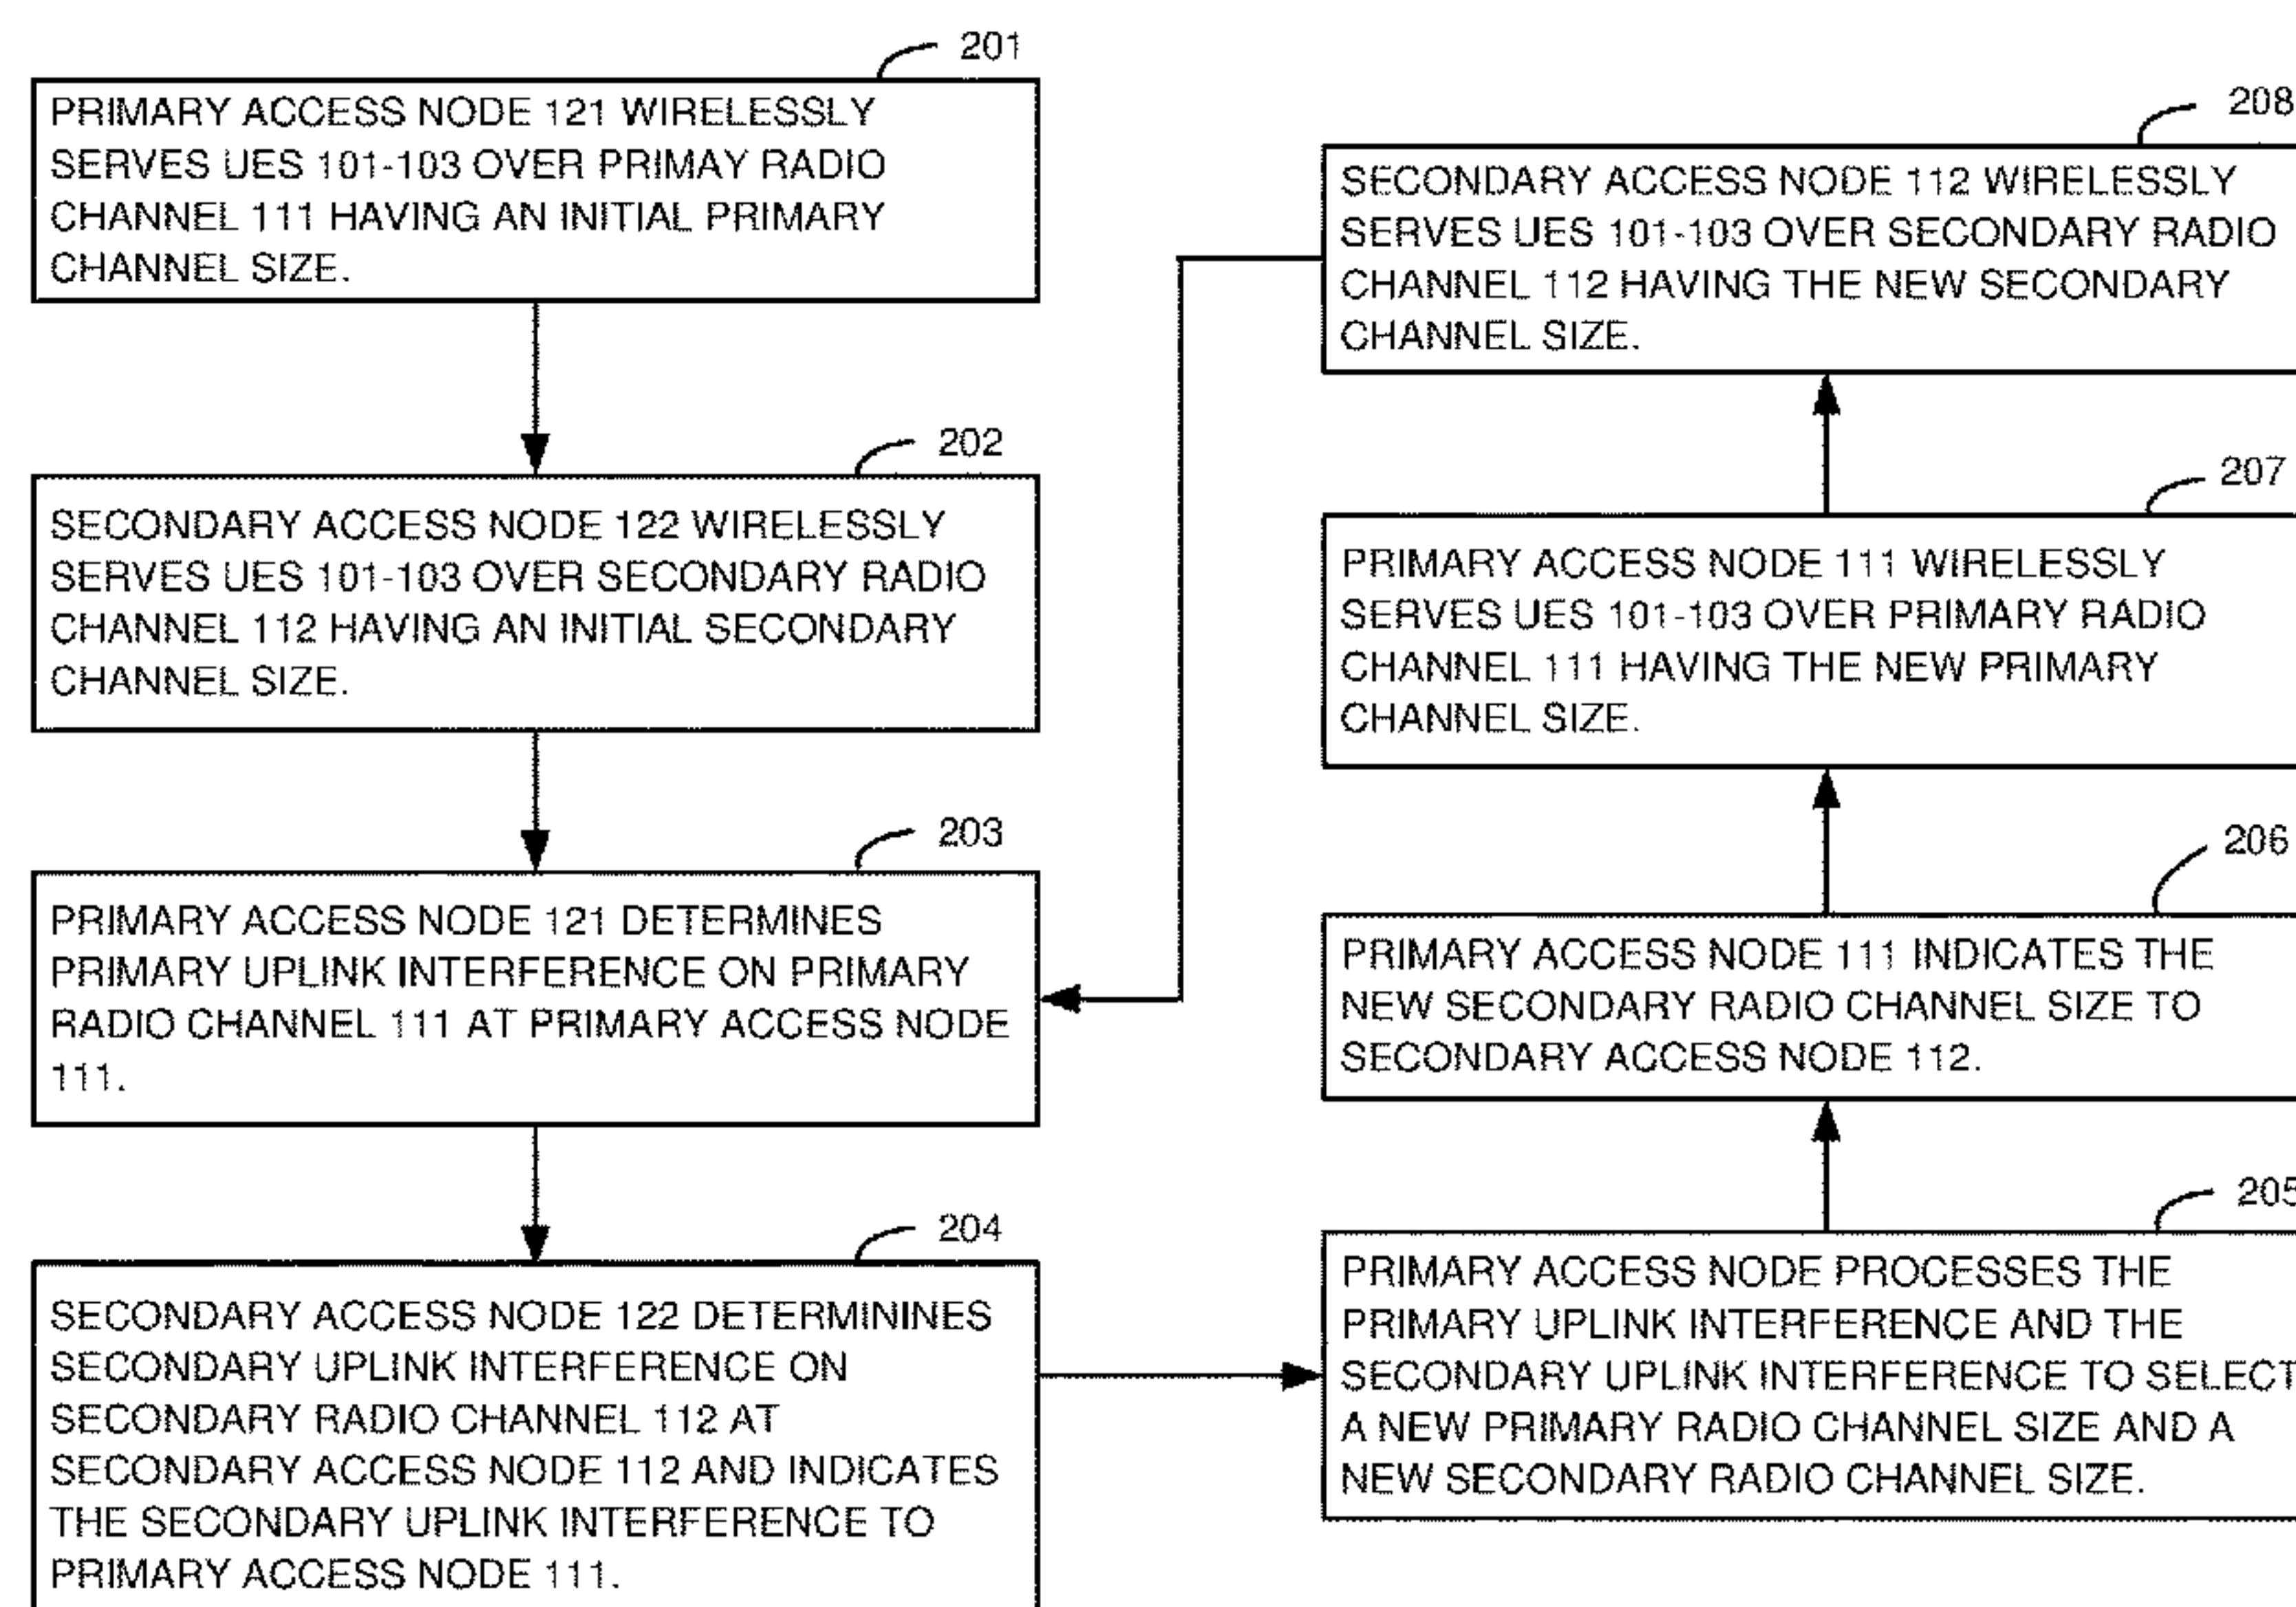 201
PRIMARY ACCESS NODE 121 WIRELESSLY
SERVES UES 101-103 OVER PRIMAY RADIO
CHANNEL 111 HAVING AN INITIAL PRIMARY
CHANNEL SIZE.
202
SECONDARY ACCESS NODE 122 WIRELESSLY
SERVES UES 101-103 OVER SECONDARY RADIO
CHANNEL 112 HAVING AN INITIAL SECONDARY
CHANNEL SIZE.
203
PRIMARY ACCESS NODE 121 DETERMINES
PRIMARY UPLINK INTERFERENCE ON PRIMARY
RADIO CHANNEL 111 AT PRIMARY ACCESS NODE
111.
204
SECONDARY ACCESS NODE 122 DETERMININES
SECONDARY UPLINK INTERFERENCE ON
SECONDARY RADIO CHANNEL 112 AT
SECONDARY ACCESS NODE 112 AND INDICATES
THE SECONDARY UPLINK INTERFERENCE TO
PRIMARY ACCESS NODE 111.
205
PRIMARY ACCESS NODE PROCESSES THE
PRIMARY UPLINK INTERFERENCE AND THE
SECONDARY UPLINK INTERFERENCE TO SELECT
A NEW PRIMARY RADIO CHANNEL SIZE AND A
NEW SECONDARY RADIO CHANNEL SIZE.
206
PRIMARY ACCESS NODE 111 INDICATES THE
NEW SECONDARY RADIO CHANNEL SIZE TO
SECONDARY ACCESS NODE 112.
207
PRIMARY ACCESS NODE 111 WIRELESSLY
SERVES UES 101-103 OVER PRIMARY RADIO
CHANNEL 111 HAVING THE NEW PRIMARY
CHANNEL SIZE.
208
SECONDARY ACCESS NODE 112 WIRELESSLY
SERVES UES 101-103 OVER SECONDARY RADIO
CHANNEL 112 HAVING THE NEW SECONDARY
CHANNEL SIZE.